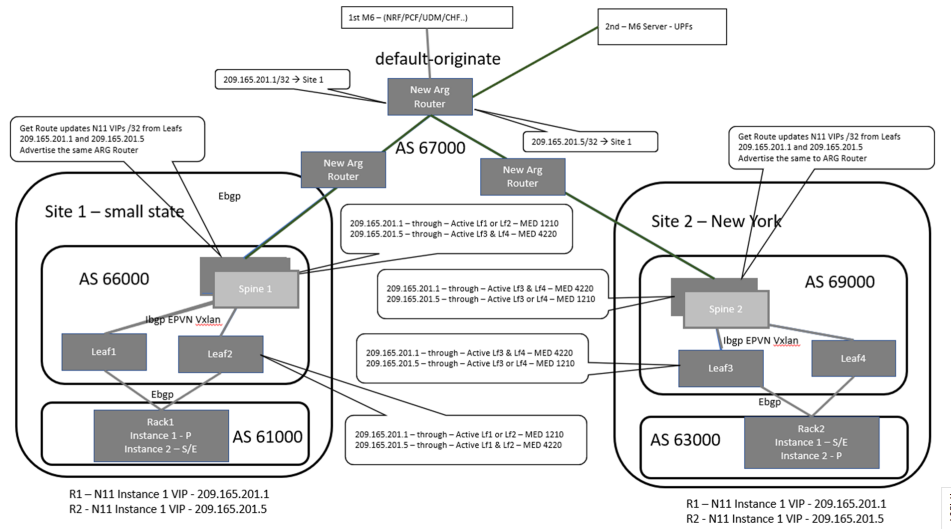 1st M6 – (NRF/PCF/UDM/CHF..)
2nd – M6 Server - UPFs
default-originate
209.165.201.1/32 → Site 1
New Arg
Router
209.165.201.5/32 → Site 1
AS 67000
New Arg
Router
New Arg
Router
Get Route updates N11 VIPs /32 from Leafs
209.165.201.1 and 209.165.201.5
Advertise the same ARG Router
Get Route updates N11 VIPs /32 from Leafs
209.165.201.1 and 209.165.201.5
Advertise the same to ARG Router
Ebgp
Site 1 – small state
AS 66000
Spine 1
Ibgp EPVN Vxlan
Leaf1
Leaf2
Ebgp
Rack1
Instance 1 - P
Instance 2 – S/E
AS 61000
R1 – N11 Instance 1 VIP - 209.165.201.1
R2 - N11 Instance 1 VIP - 209.165.201.5
209.165.201.1 – through – Active Lf1 or Lf2 – MED 1210
209.165.201.5 – through – Active Lf3 & Lf4 – MED 4220
209.165.201.1 – through – Active Lf3 & Lf4 – MED 4220
209.165.201.5 – through – Active Lf3 or Lf4 – MED 1210
209.165.201.1 – through – Active Lf3 & Lf4 – MED 4220
209.165.201.5 – through – Active Lf3 or Lf4 – MED 1210
209.165.201.1 – through – Active Lf1 or Lf2 – MED 1210
209.165.201.5 – through – Active Lf1 & Lf2 – MED 4220
Site 2 – New York
AS 69000
Spine 2
Ibgp EPVN Vxlan
Leaf3
Leaf4
Ebgp
AS 63000
Rack2
Instance 1 – S/E
Instance 2 - P
R1 – N11 Instance 1 VIP - 209.165.201.1
R2 - N11 Instance 1 VIP - 209.165.201.5